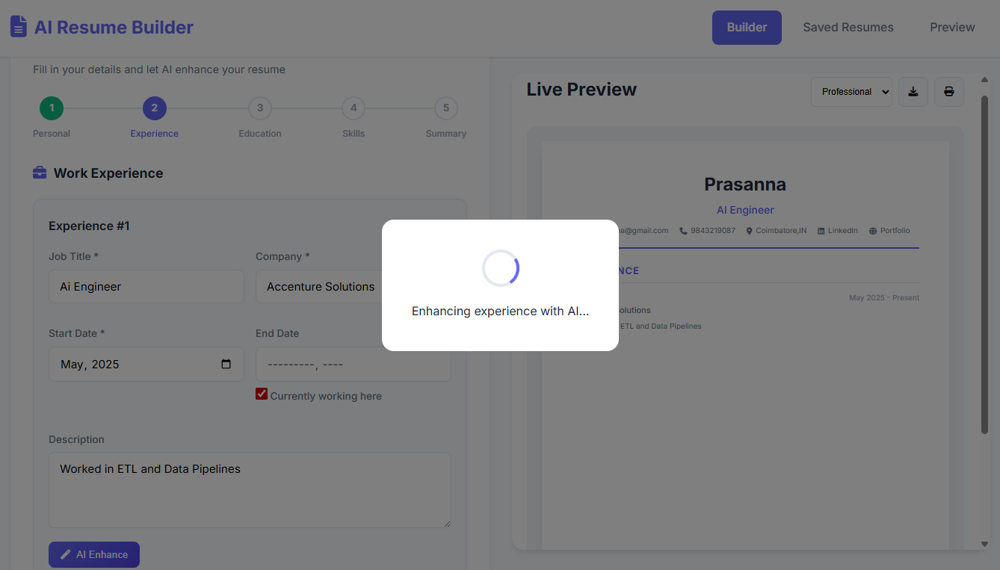 AI Resume Builder
Builder
Saved Resumes
Preview
Fill in your details and let AI enhance your resume
1
2
3
4
5
Personal
Experience
Education
Skills
Summary
Work Experience
Experience #1
Job Title *
Company *
Ai Engineer
Accenture Solutions
Start Date *
End Date
May, 2025
---------, ----
Currently working here
Description
Worked in ETL and Data Pipelines
AI Enhance
Enhancing experience with AI...
Live Preview
Professional
Prasanna
AI Engineer
@gmail.com
9843219087
Coimbatore,IN
LinkedIn
Portfolio
NCE
May 2025 - Present
olutions
ETL and Data Pipelines